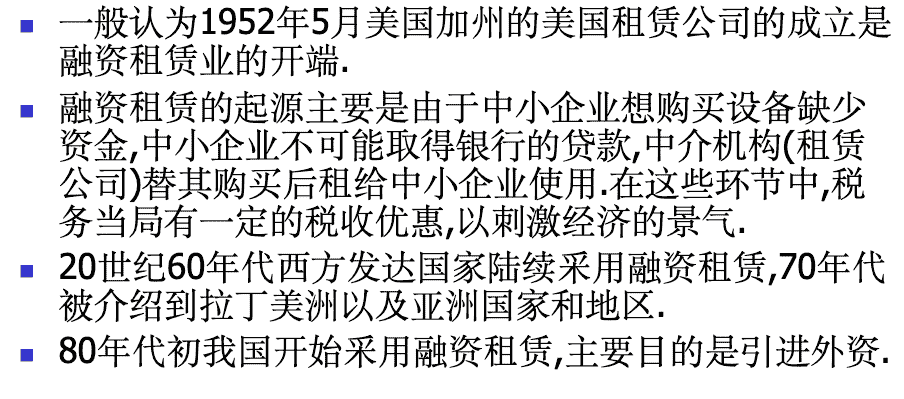 一般认为1952年5月美国加州的美国租赁公司的成立是
融资租赁业的开端.
融资租赁的起源主要是由于中小企业想购买设备缺少
资金,中小企业不可能取得银行的贷款,中介机构(租赁
公司)替其购买后租给中小企业使用.在这些环节中,税
务当局有一定的税收优惠,以刺激经济的景气.
20世纪60年代西方发达国家陆续采用融资租赁,70年代
被介绍到拉丁美洲以及亚洲国家和地区.
80年代初我国开始采用融资租赁,主要目的是引进外资.